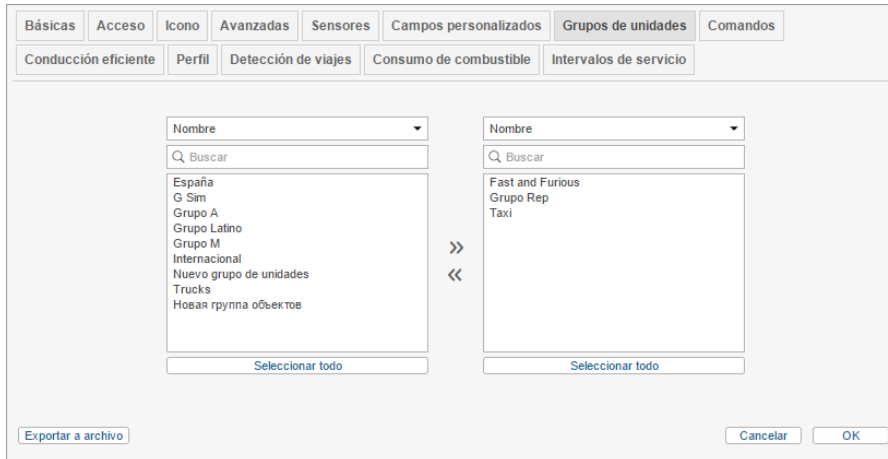 Básicas Acceso Icono Avanzadas Sensores Campos personalizados Grupos de unidades Comandos
Conducción eficiente Perfil Detección de viajes Consumo de combustible Intervalos de servicio
Nombre Nombre
Buscar Buscar
España Fast and Furious
G Sim Grupo Rep
Grupo A Taxi
Grupo Latino
Grupo M
Internacional
Nuevo grupo de unidades
Trucks
Новая группа объектов
Seleccionar todo Seleccionar todo
Exportar a archivo Cancelar OK